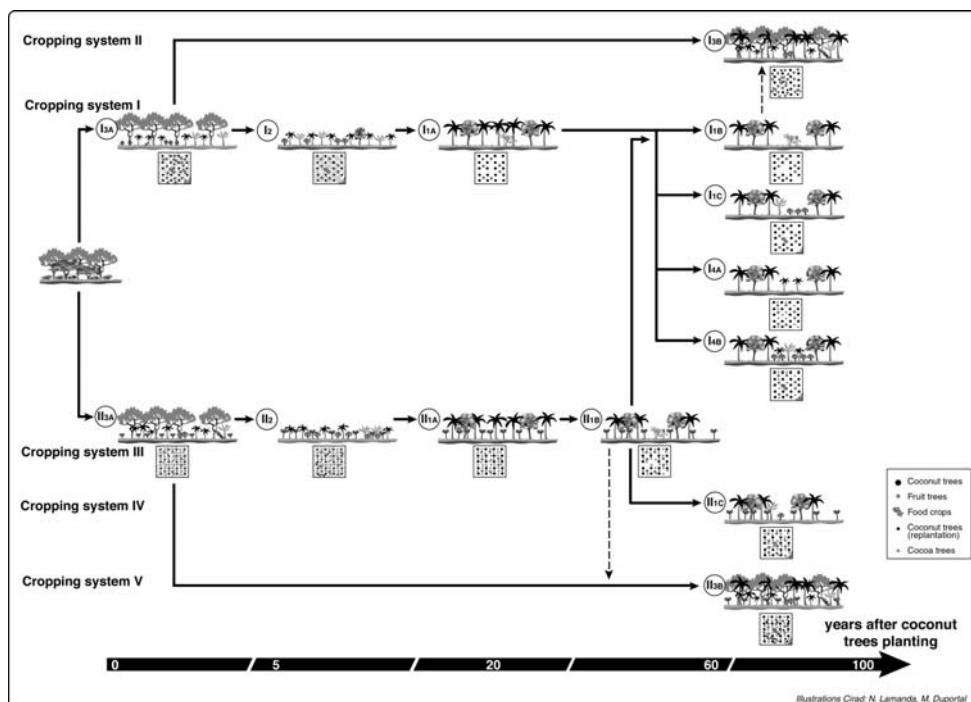 Cropping system II
I3B
Cropping system I
I3A
I2
I1A
I1B
I1C
I4A
I4B
II3A
II2
II1A
II1B
Cropping system III
Cropping system IV
II1C
Cropping system V
II3B
Coconut trees
Fruit trees
Food crops
Coconut trees
(replantation)
Cocoa trees
years after coconut
trees planting
0 5 20 60 100
Illustrations Cirad: N. Lamanda, M. Duportal